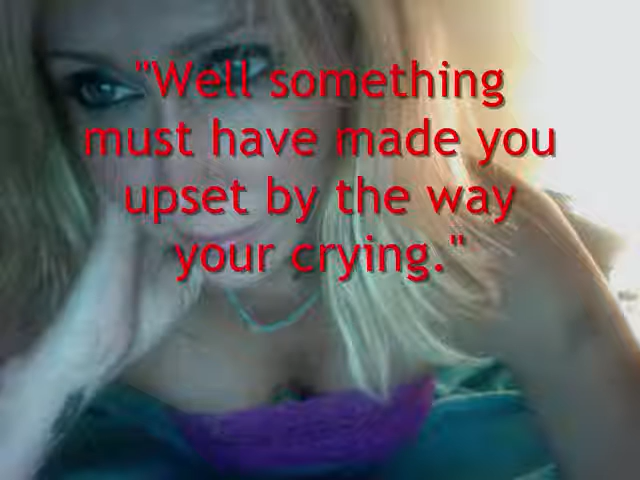 "Well something
must have made you
upset by the way
your crying."